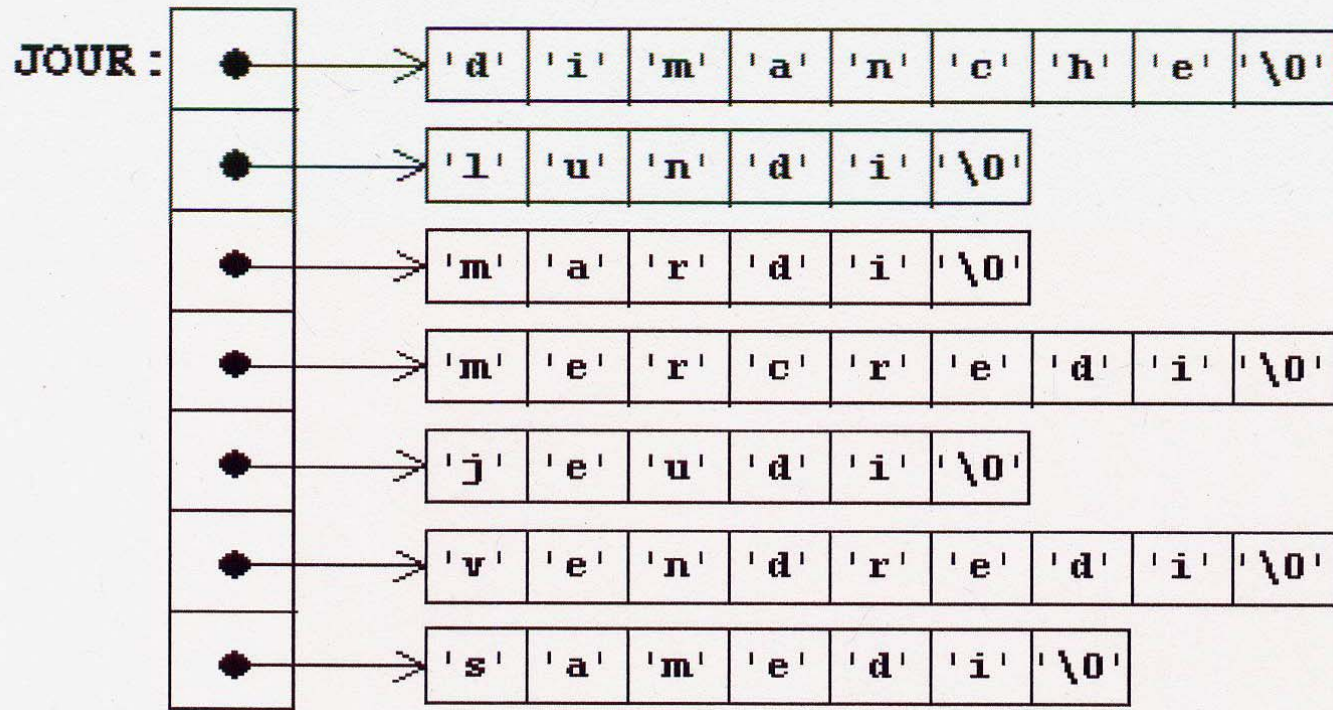 JOUR: 'd' 'i' 'm' 'a' 'n' 'c' 'h' 'e' '\0'
'l' 'u' 'n' 'd' 'i' '\0'
'm' 'a' 'r' 'd' 'i' '\0'
'm' 'e' 'r' 'c' 'r' 'e' 'd' 'i' '\0'
'j' 'e' 'u' 'd' 'i' '\0'
'v' 'e' 'n' 'd' 'r' 'e' 'd' 'i' '\0'
's' 'a' 'm' 'e' 'd' 'i' '\0'